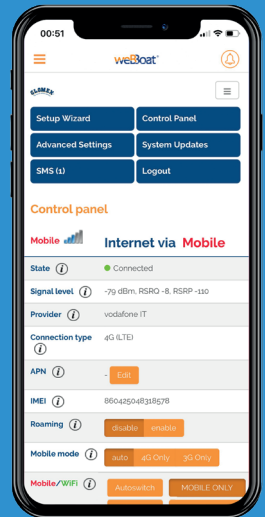 00:51
weBBoat®
GLOMEX
Setup Wizard
Control Panel
Advanced Settings
System Updates
SMS (1)
Logout
Control panel
Mobile
Internet via Mobile
State i
Connected
Signal level i
-79 dBm, RSRQ -8, RSRP -110
Provider i
vodafone IT
Connection type
i
4G (LTE)
APN i
- Edit
IMEI i
860425048318578
Roaming i
disable enable
Mobile mode i
auto 4G Only 3G Only
Mobile/WiFi i
Autoswitch MOBILE ONLY